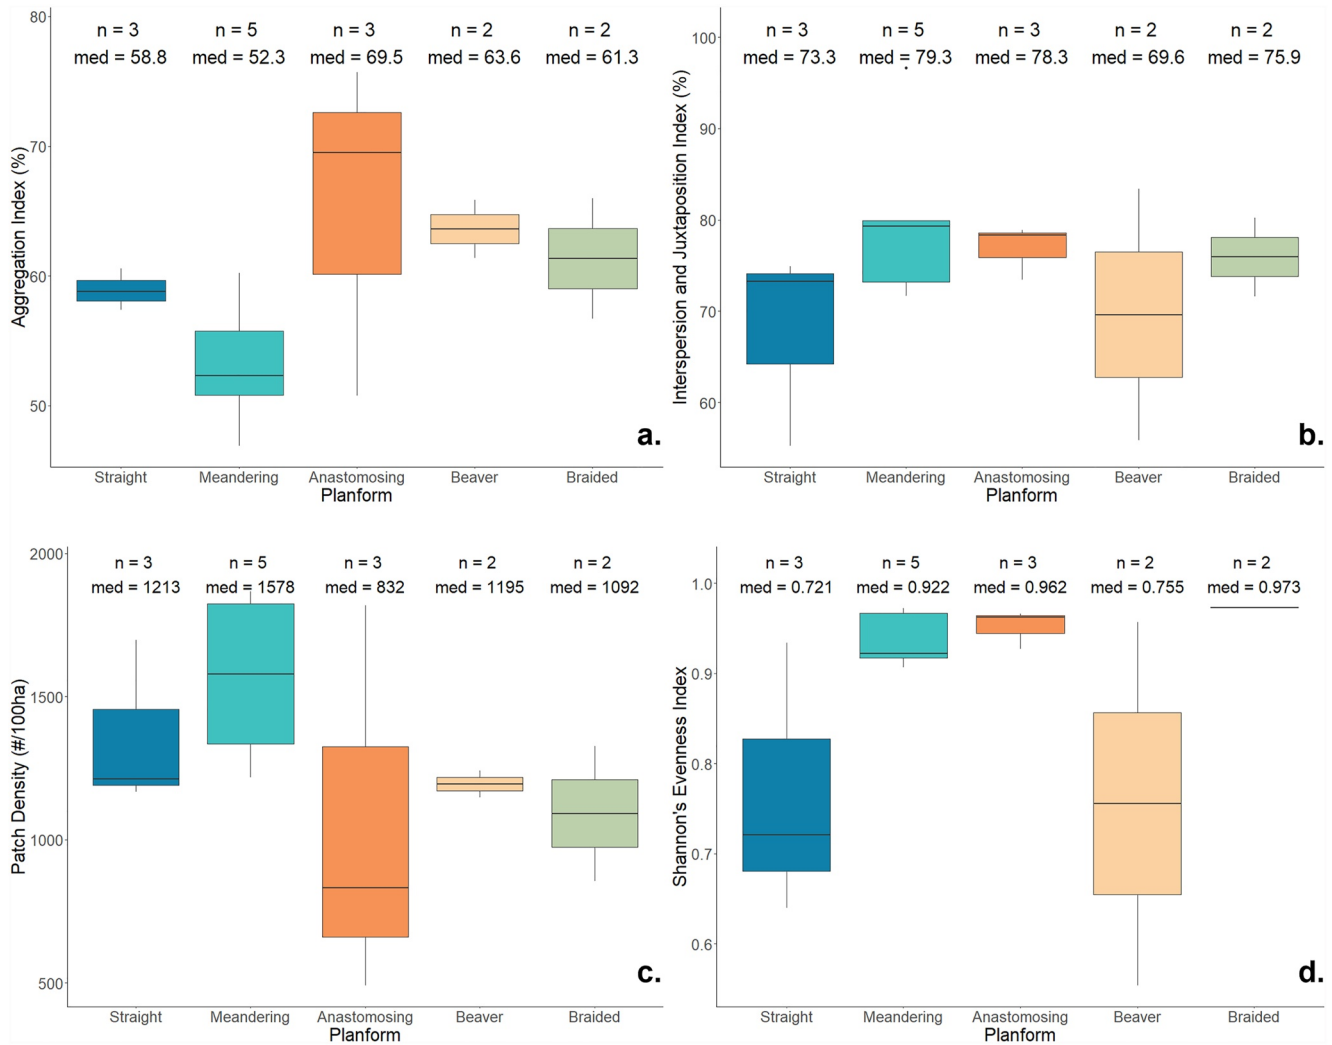 n = 3 n = 5 n = 3 n = 2 n = 2
med = 58.8 med = 52.3 med = 69.5 med = 63.6 med = 61.3
80
70
60
50
Aggregation Index (%)
a.
Straight Meandering Anastomosing Beaver Braided
Planform
n = 3 n = 5 n = 3 n = 2 n = 2
med = 73.3 med = 79.3 med = 78.3 med = 69.6 med = 75.9
100
90
80
70
60
Interspersion and Juxtaposition Index (%)
b.
Straight Meandering Anastomosing Beaver Braided
Planform
n = 3 n = 5 n = 3 n = 2 n = 2
med = 1213 med = 1578 med = 832 med = 1195 med = 1092
2000
1500
1000
500
Patch Density (#/100ha)
c.
Straight Meandering Anastomosing Beaver Braided
Planform
n = 3 n = 5 n = 3 n = 2 n = 2
med = 0.721 med = 0.922 med = 0.962 med = 0.755 med = 0.973
1.0
0.9
0.8
0.7
0.6
Shannon's Evenness Index
d.
Straight Meandering Anastomosing Beaver Braided
Planform